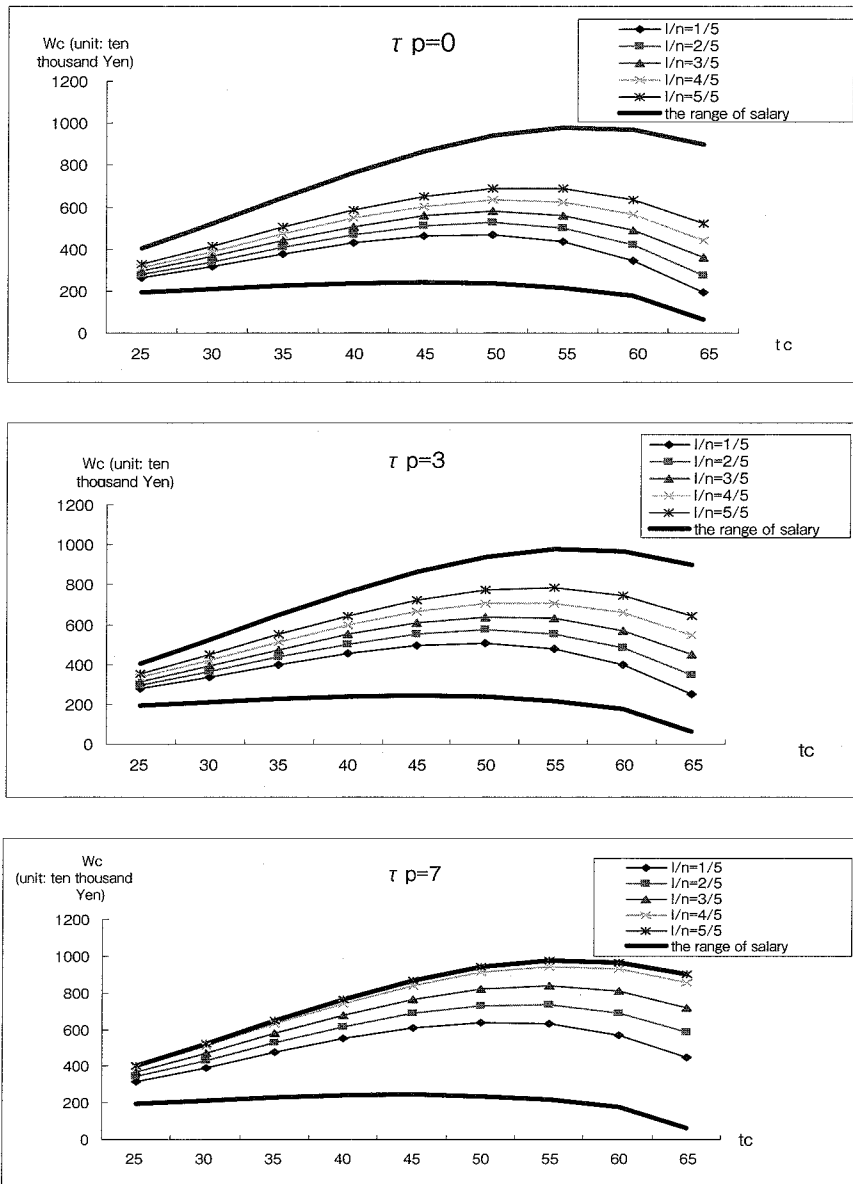 τ p=0
Wc (unit: ten
thousand Yen)
l/n=1/5
l/n=2/5
l/n=3/5
l/n=4/5
l/n=5/5
the range of salary
1200
1000
800
600
400
200
0
25 30 35 40 45 50 55 60 65
tc
τ p=3
Wc (unit: ten
thousand Yen)
l/n=1/5
l/n=2/5
l/n=3/5
l/n=4/5
l/n=5/5
the range of salary
1200
1000
800
600
400
200
0
25 30 35 40 45 50 55 60 65
tc
τ p=7
Wc
(unit: ten thousand
Yen)
l/n=1/5
l/n=2/5
l/n=3/5
l/n=4/5
l/n=5/5
the range of salary
1200
1000
800
600
400
200
0
25 30 35 40 45 50 55 60 65
tc